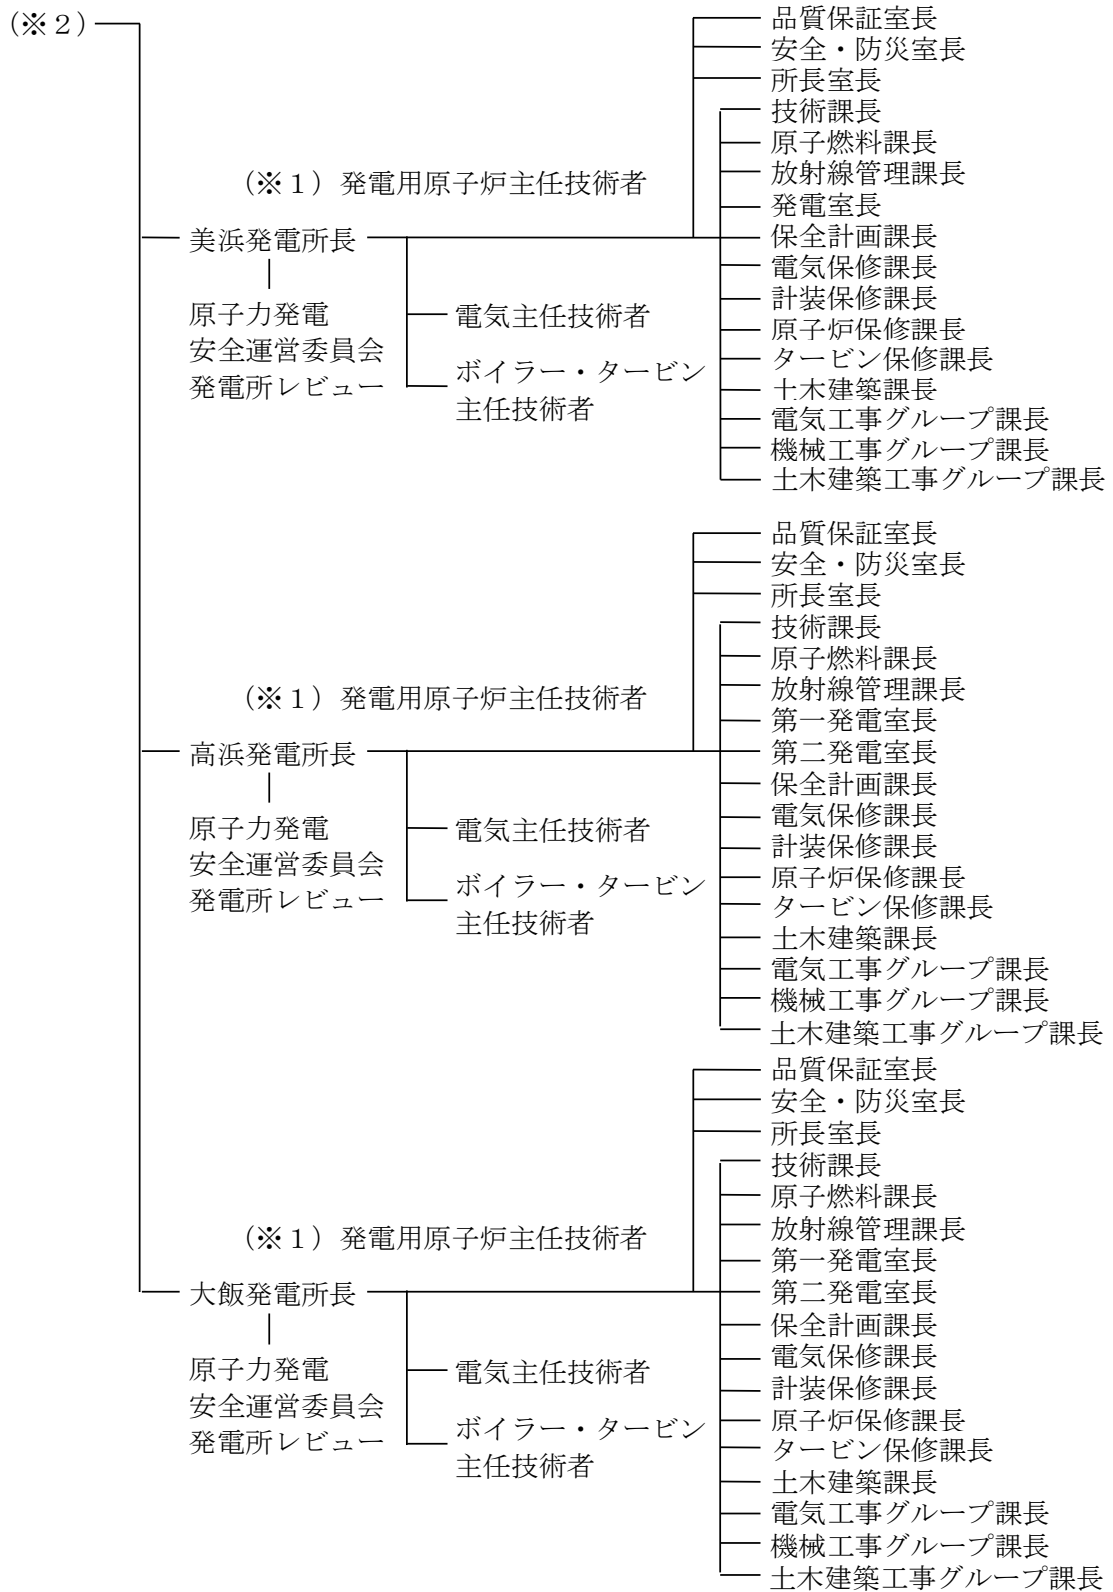 (※２)
品質保証室長
安全・防災室長
所長室長
技術課長
原子燃料課長
放射線管理課長
発電室長
保全計画課長
電気保修課長
計装保修課長
原子炉保修課長
タービン保修課長
土木建築課長
電気工事グループ課長
機械工事グループ課長
土木建築工事グループ課長
(※１) 発電用原子炉主任技術者
美浜発電所長
原子力発電
安全運営委員会
発電所レビュー
電気主任技術者
ボイラー・タービン
主任技術者
品質保証室長
安全・防災室長
所長室長
技術課長
原子燃料課長
放射線管理課長
第一発電室長
第二発電室長
保全計画課長
電気保修課長
計装保修課長
原子炉保修課長
タービン保修課長
土木建築課長
電気工事グループ課長
機械工事グループ課長
土木建築工事グループ課長
(※１) 発電用原子炉主任技術者
高浜発電所長
原子力発電
安全運営委員会
発電所レビュー
電気主任技術者
ボイラー・タービン
主任技術者
品質保証室長
安全・防災室長
所長室長
技術課長
原子燃料課長
放射線管理課長
第一発電室長
第二発電室長
保全計画課長
電気保修課長
計装保修課長
原子炉保修課長
タービン保修課長
土木建築課長
電気工事グループ課長
機械工事グループ課長
土木建築工事グループ課長
(※１) 発電用原子炉主任技術者
大飯発電所長
原子力発電
安全運営委員会
発電所レビュー
電気主任技術者
ボイラー・タービン
主任技術者